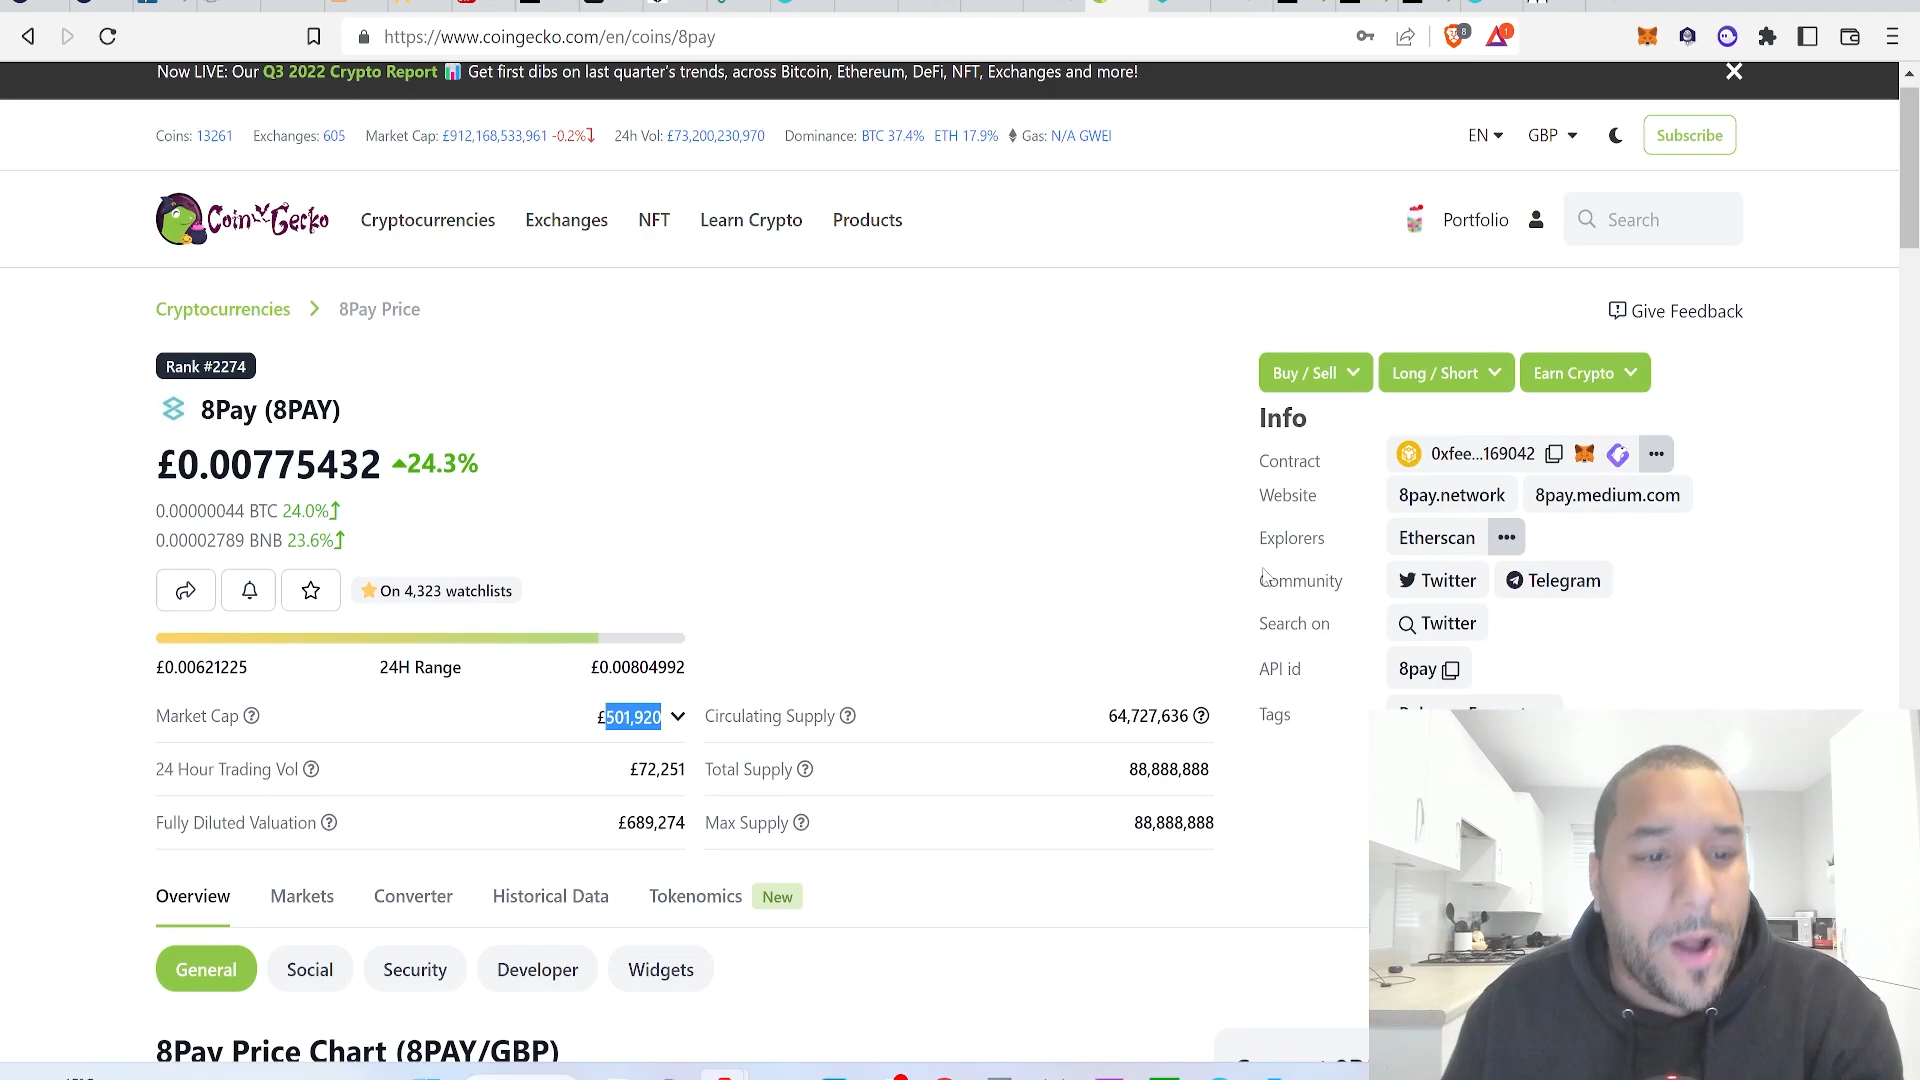 https://www.coingecko.com/en/coins/8pay
8
1
Now LIVE: Our Q3 2022 Crypto Report 📊 Get first dibs on last quarter's trends, across Bitcoin, Ethereum, DeFi, NFT, Exchanges and more!
Coins: 13261 Exchanges: 605 Market Cap: £912,168,533,961 -0.2% 24h Vol: £73,200,230,970 Dominance: BTC 37.4% ETH 17.9% Gas: N/A GWEI
EN GBP Subscribe
CoinGecko Cryptocurrencies Exchanges NFT Learn Crypto Products
Portfolio Search
Cryptocurrencies 8Pay Price
Give Feedback
Rank #2274
8Pay (8PAY)
£0.00775432 24.3%
0.00000044 BTC 24.0%
0.00002789 BNB 23.6%
On 4,323 watchlists
£0.00621225 24H Range £0.00804992
Market Cap £501,920
Circulating Supply 64,727,636
24 Hour Trading Vol £72,251
Total Supply 88,888,888
Fully Diluted Valuation £689,274
Max Supply 88,888,888
Buy / Sell Long / Short Earn Crypto
Info
Contract 0xfee...169042
Website 8pay.network 8pay.medium.com
Explorers Etherscan
Community Twitter Telegram
Search on Twitter
API id 8pay
Tags
Overview Markets Converter Historical Data Tokenomics New
General Social Security Developer Widgets
8Pay Price Chart (8PAY/GBP)